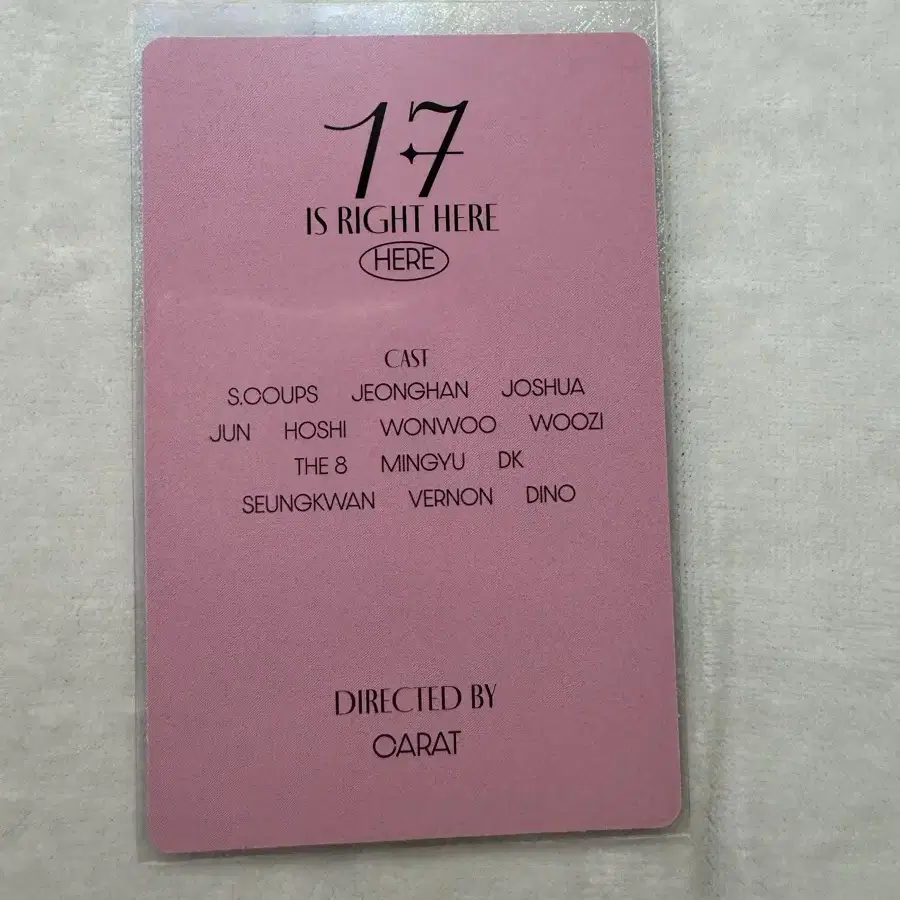 17
IS RIGHT HERE
HERE
CAST
S.COUPS JEONGHAN JOSHUA
JUN HOSHI WONWOO WOOZI
THE 8 MINGYU DK
SEUNGKWAN VERNON DINO
DIRECTED BY
CARAT